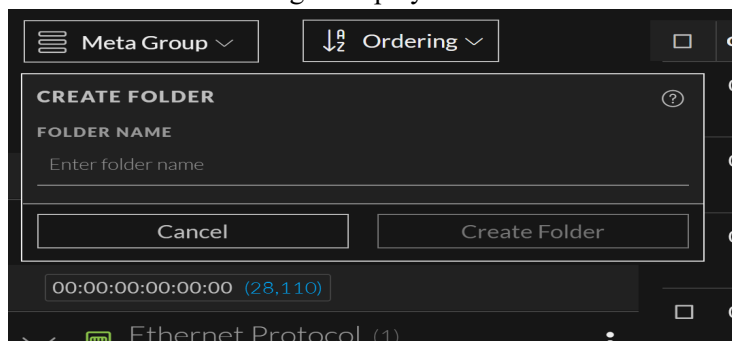 Meta Group
Ordering
CREATE FOLDER
FOLDER NAME
Enter folder name
Cancel
Create Folder
00:00:00:00:00:00 (28,110)
Ethernet Protocol (1)